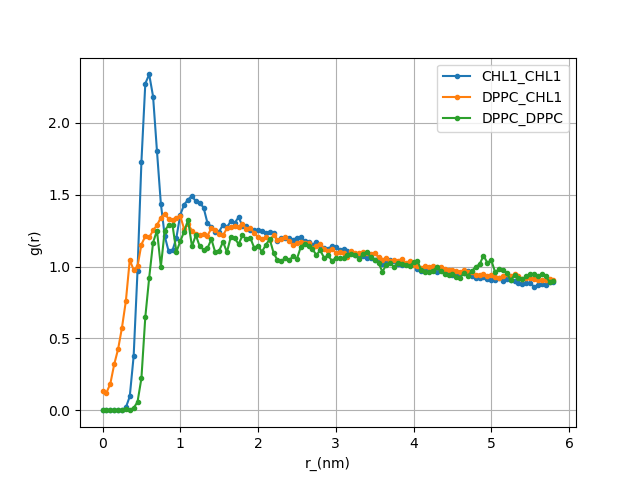 CHL1_CHL1
DPPC_CHL1
DPPC_DPPC
2.0
1.5
1.0
0.5
0.0
g(r)
0 1 2 3 4 5 6
r_(nm)